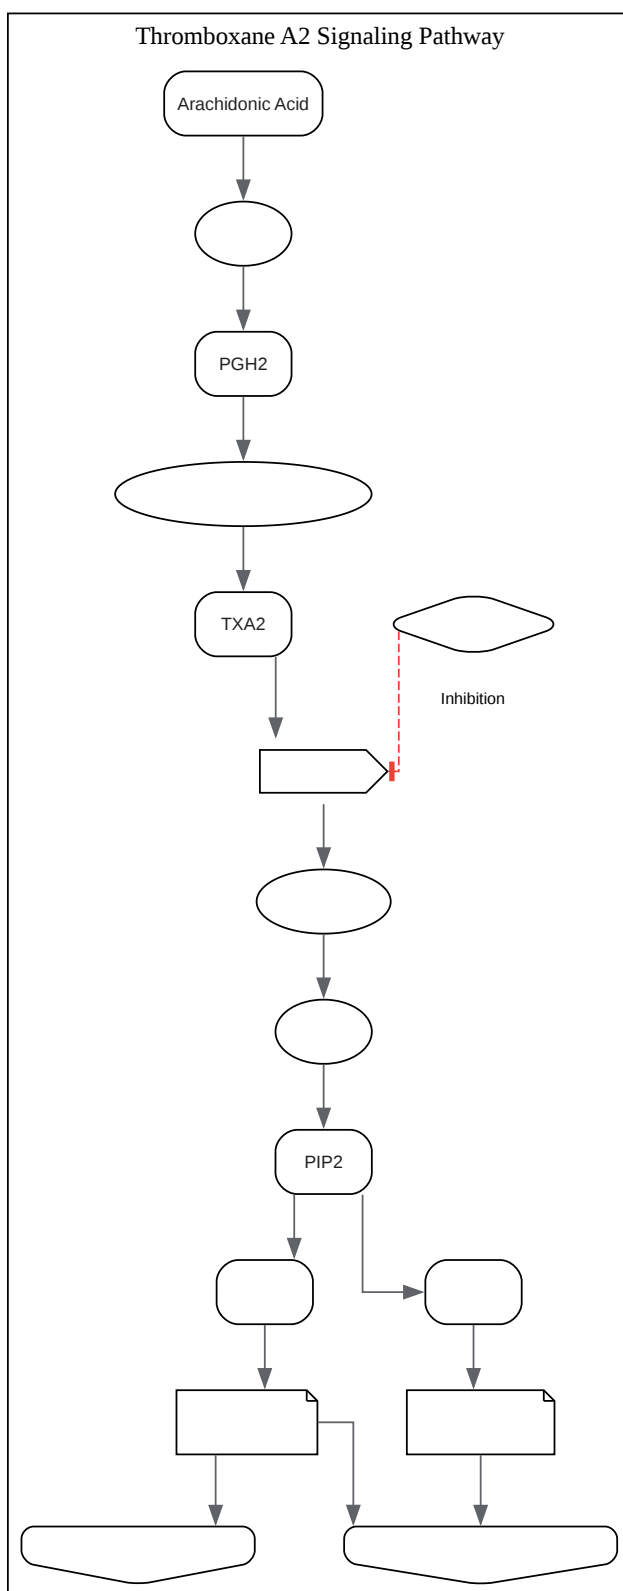 Thromboxane A2 Signaling Pathway
Arachidonic Acid
PGH2
TXA2
Inhibition
PIP2